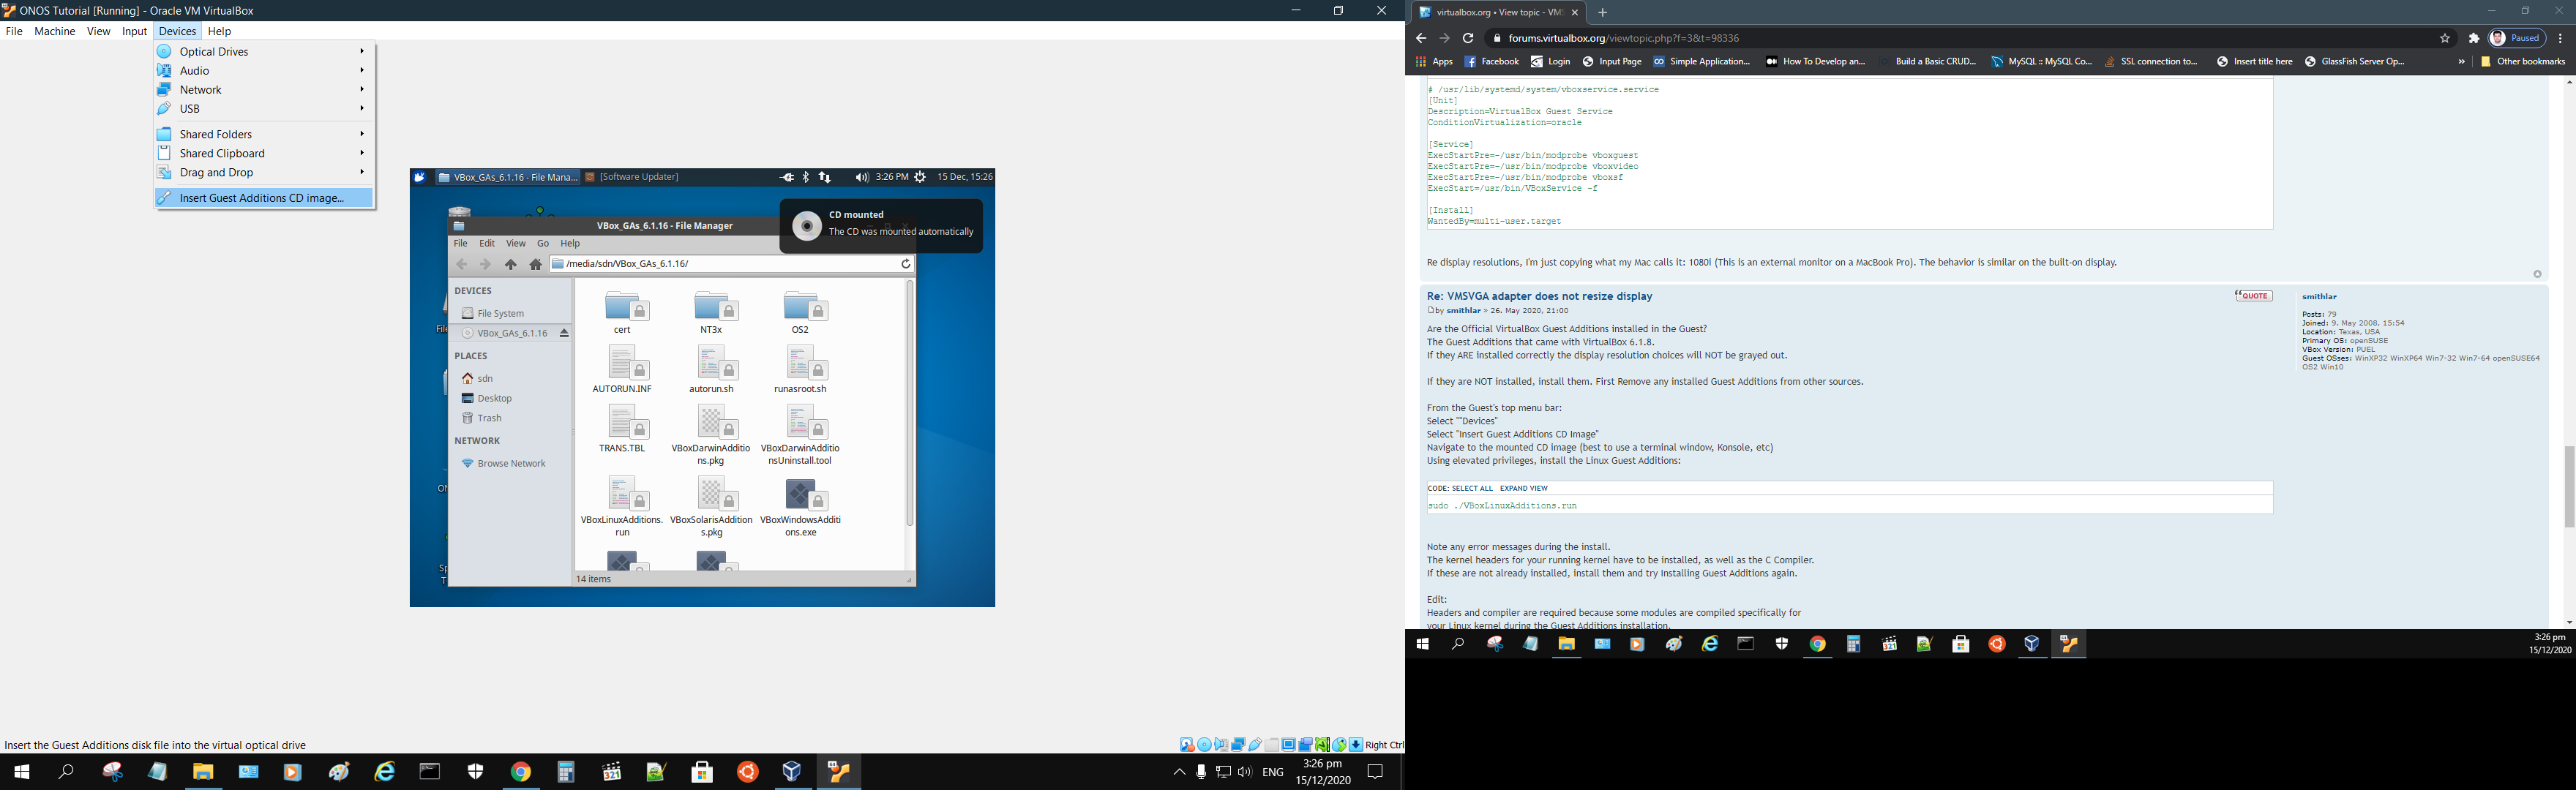 ONOS Tutorial [Running] - Oracle VM VirtualBox
File Machine View Input Devices Help
Optical Drives
Audio
Network
USB
Shared Folders
Shared Clipboard
Drag and Drop
Insert Guest Additions CD image...
VBox_GAs_6.1.16 - File Mana...
[Software Updater]
3:26 PM
15 Dec, 15:26
CD mounted
The CD was mounted automatically
VBox_GAs_6.1.16 - File Manager
File Edit View Go Help
/media/sdn/VBox_GAs_6.1.16/
DEVICES
File System
VBox_GAs_6.1.16
PLACES
sdn
Desktop
Trash
NETWORK
Browse Network
cert
NT3x
OS2
AUTORUN.INF
autorun.sh
runasroot.sh
TRANS.TBL
VBoxDarwinAdditio
ns.pkg
VBoxDarwinAdditio
nsUninstall.tool
VBoxLinuxAdditions.
run
VBoxSolarisAddition
s.pkg
VBoxWindowsAdditi
ons.exe
14 items
Insert the Guest Additions disk file into the virtual optical drive
Right Ctrl
321
ENG
3:26 pm
15/12/2020
virtualbox.org • View topic - VMS
forums.virtualbox.org/viewtopic.php?f=3&t=98336
Paused
Apps
Facebook
Login
Input Page
Simple Application...
How To Develop an...
Build a Basic CRUD...
MySQL :: MySQL Co...
SSL connection to...
Insert title here
GlassFish Server Op...
»
Other bookmarks
# /usr/lib/systemd/system/vboxservice.service
[Unit]
Description=VirtualBox Guest Service
ConditionVirtualization=oracle
[Service]
ExecStartPre=-/usr/bin/modprobe vboxguest
ExecStartPre=-/usr/bin/modprobe vboxvideo
ExecStartPre=-/usr/bin/modprobe vboxsf
ExecStart=/usr/bin/VBoxService -f
[Install]
WantedBy=multi-user.target
Re display resolutions, I'm just copying what my Mac calls it: 1080i (This is an external monitor on a MacBook Pro). The behavior is similar on the built-on display.
Re: VMSVGA adapter does not resize display
QUOTE
by smithlar » 26. May 2020, 21:00
Are the Official VirtualBox Guest Additions installed in the Guest?
The Guest Additions that came with VirtualBox 6.1.8.
If they ARE installed correctly the display resolution choices will NOT be grayed out.
If they are NOT installed, install them. First Remove any installed Guest Additions from other sources.
From the Guest's top menu bar:
Select ""Devices"
Select "Insert Guest Additions CD Image"
Navigate to the mounted CD image (best to use a terminal window, Konsole, etc)
Using elevated privileges, install the Linux Guest Additions:
CODE: SELECT ALL EXPAND VIEW
sudo ./VBoxLinuxAdditions.run
Note any error messages during the install.
The kernel headers for your running kernel have to be installed, as well as the C Compiler.
If these are not already installed, install them and try Installing Guest Additions again.
Edit:
Headers and compiler are required because some modules are compiled specifically for
your Linux kernel during the Guest Additions installation.
smithlar
Posts: 79
Joined: 9. May 2008, 15:54
Location: Texas, USA
Primary OS: openSUSE
VBox Version: PUEL
Guest OSses: WinXP32 WinXP64 Win7-32 Win7-64 openSUSE64
OS2 Win10
321
3:26 pm
15/12/2020